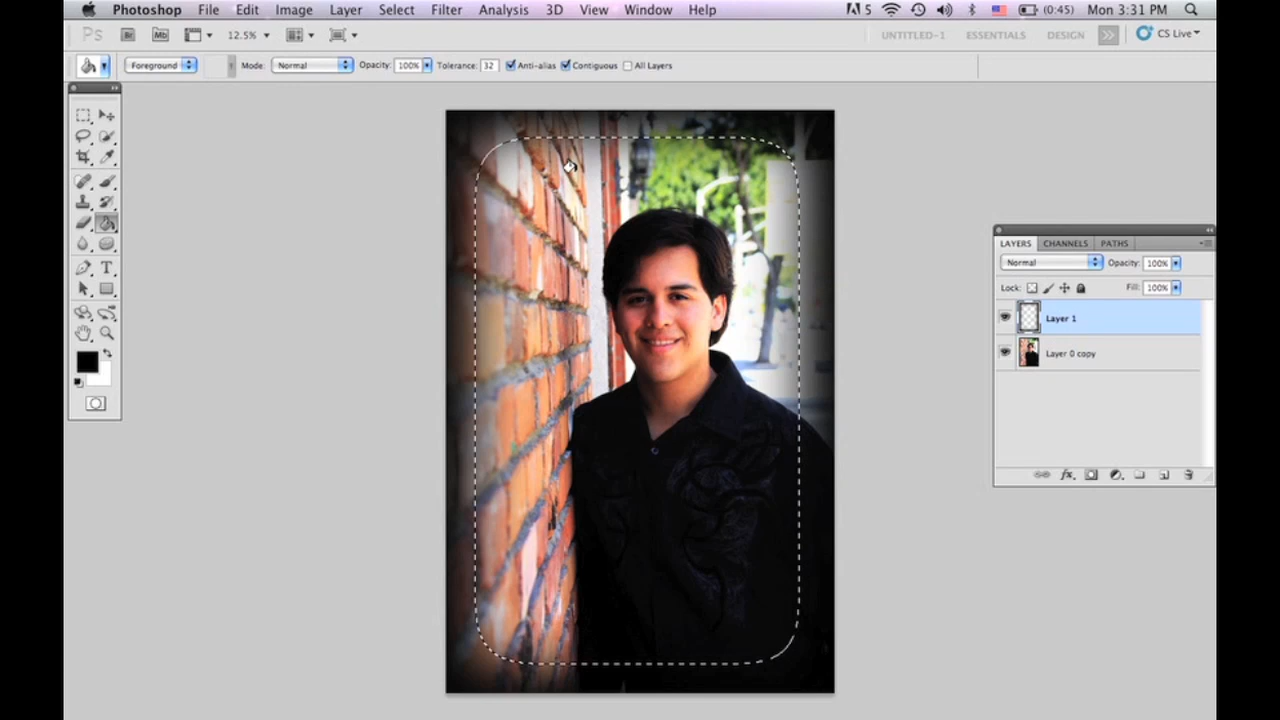 Photoshop File Edit Image Layer Select Filter Analysis 3D View Window Help 5 (0:45) Mon 3:31 PM
Ps Br Mb 12.5% UNTITLED-1 ESSENTIALS DESIGN >> CS Live
Foreground Mode: Normal Opacity: 100% Tolerance: 32 Anti-alias Contiguous All Layers
LAYERS CHANNELS PATHS
Normal Opacity: 100%
Lock: Fill: 100%
Layer 1
Layer 0 copy
T
fx